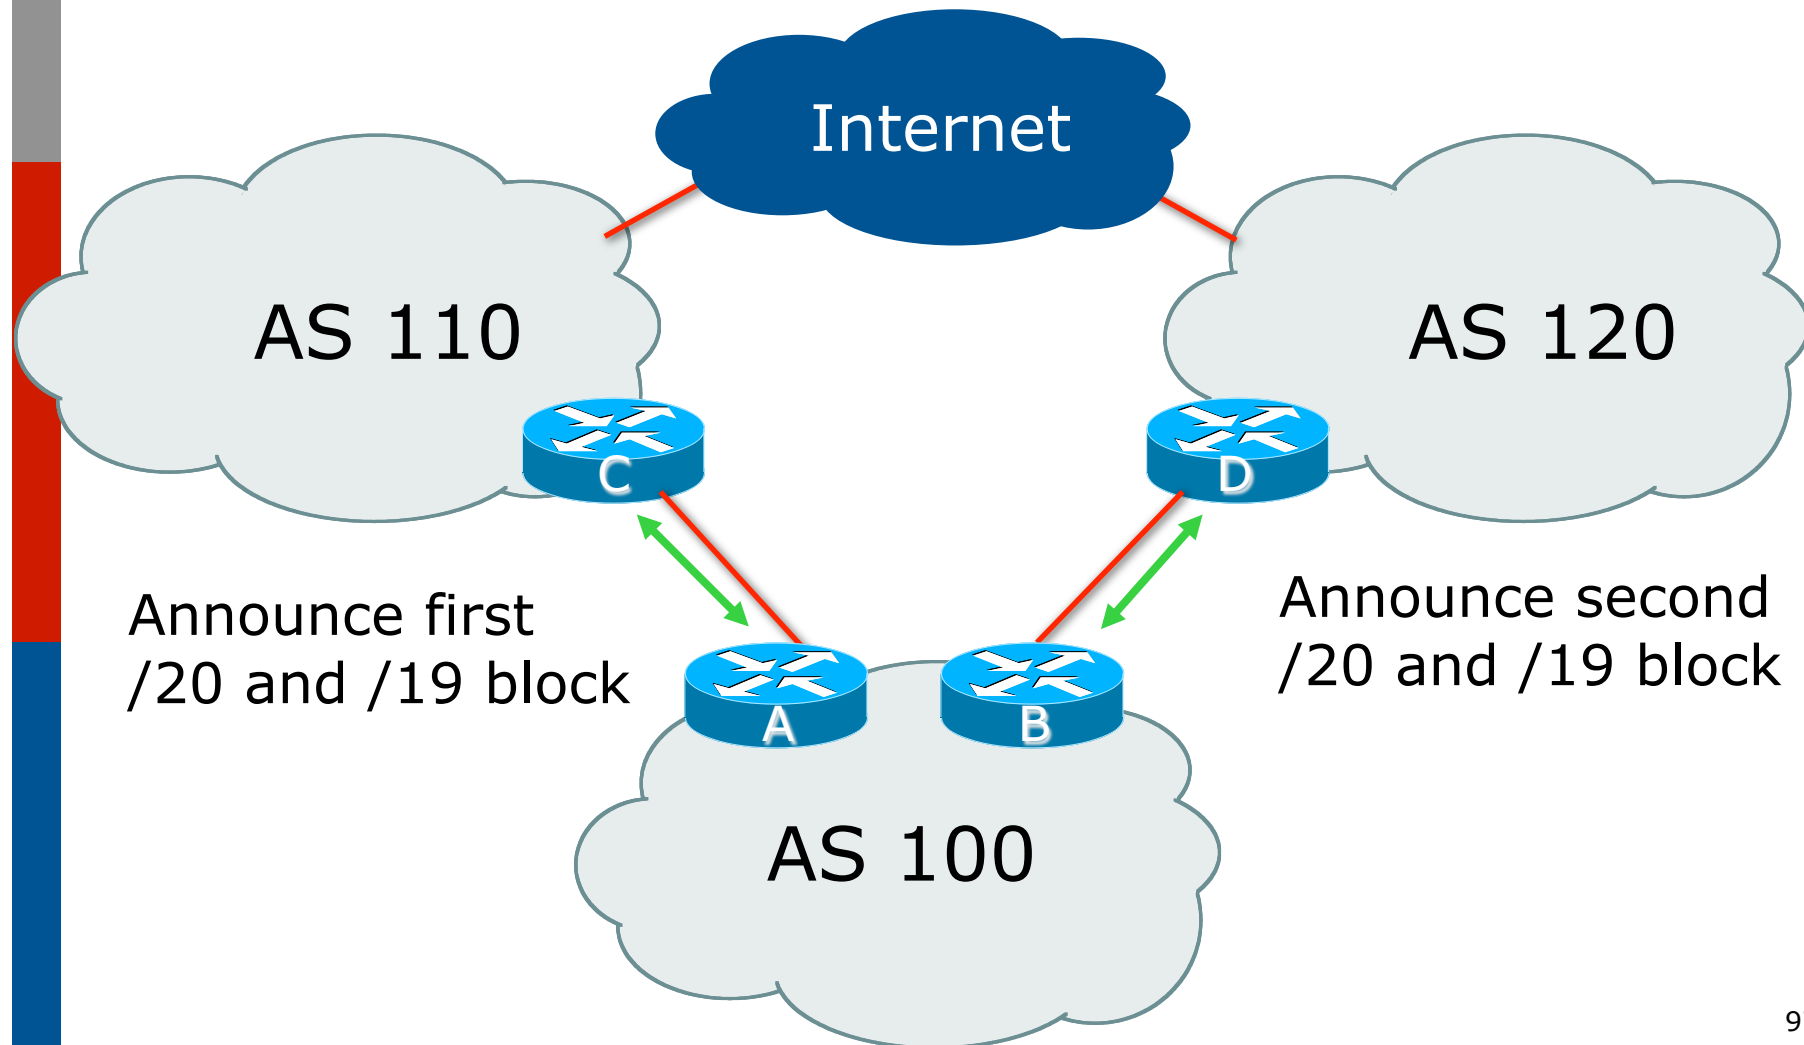 Internet
AS 110
AS 120
C
D
Announce first
/20 and /19 block
Announce second
/20 and /19 block
A
B
AS 100
9